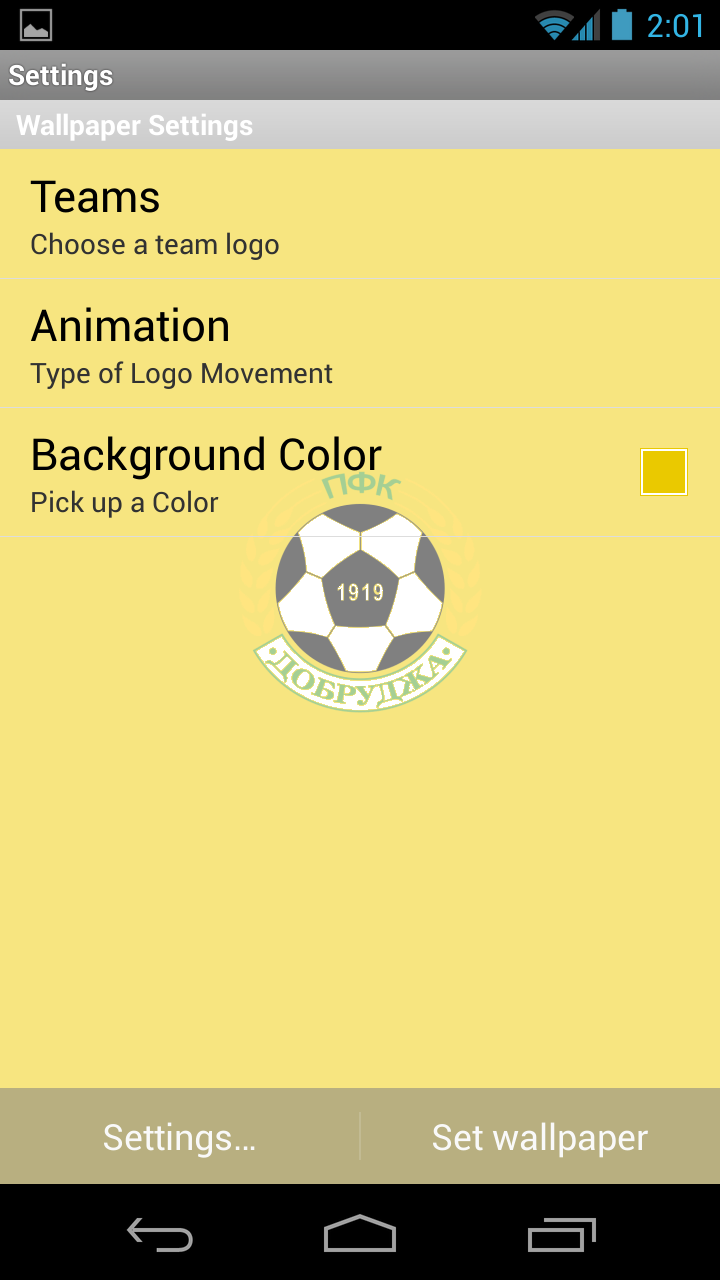 2:01
Settings
Wallpaper Settings
Teams
Choose a team logo
Animation
Type of Logo Movement
Background Color
Pick up a Color
ПФК
1919
·ДОБРУДЖА·
Settings...
Set wallpaper